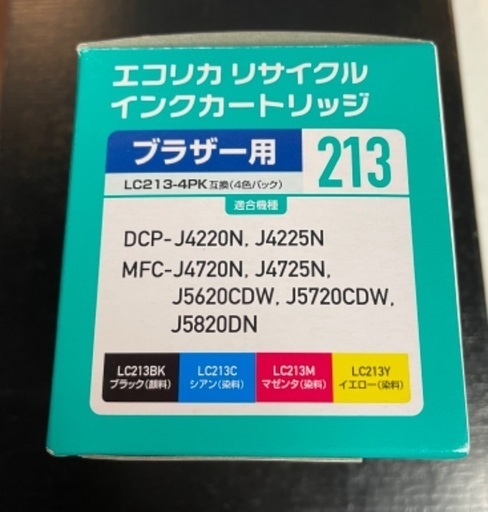 エコリカ リサイクル
インクカートリッジ
ブラザー用
213
LC213-4PK互換(4色パック)
適合機種
DCP-J4220N, J4225N
MFC-J4720N, J4725N,
J5620CDW, J5720CDW,
J5820DN
LC213BK
ブラック(顔料)
LC213C
シアン(染料)
LC213M
マゼンタ(染料)
LC213Y
イエロー(染料)